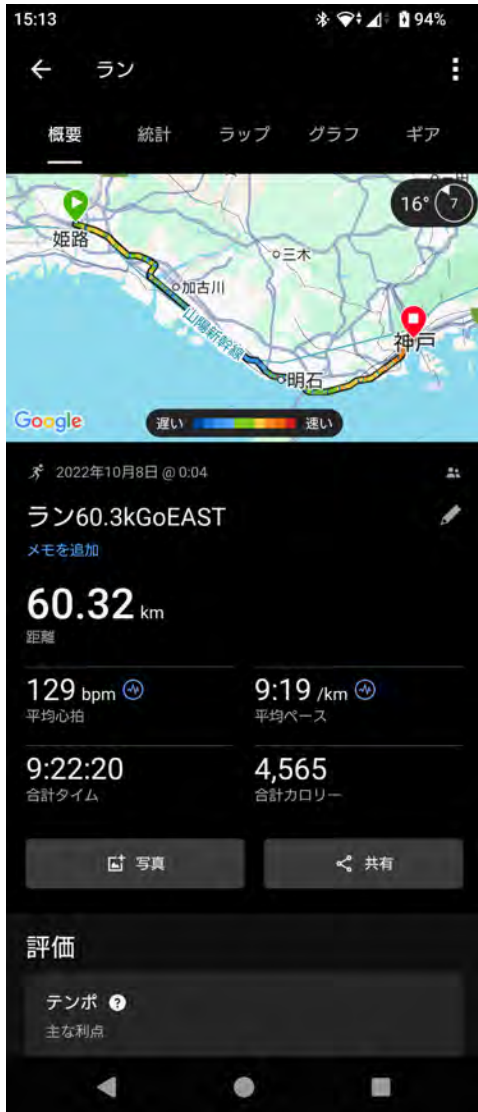 15:13 94%
ラン
概要 統計 ラップ グラフ ギア
16° 7
姫路
三木
加古川
山陽新幹線
神戸
明石
Google 遅い 速い
2022年10月8日 @ 0:04
ラン60.3kGoEAST
メモを追加
60.32 km
距離
129 bpm 9:19 /km
平均心拍 平均ペース
9:22:20 4,565
合計タイム 合計カロリー
写真 共有
評価
テンポ ?
主な利点